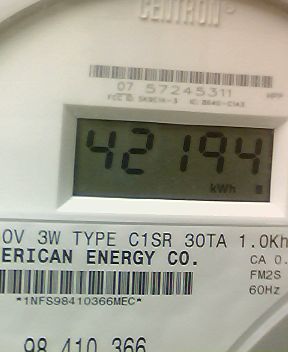 CENTRON
07 57245311
42194
kWh
0V 3W TYPE C1SR 30TA 1.0Kh
ERICAN ENERGY CO.
CA 0.
FM2S
60Hz
*1NFS98410366MEC*
98 410 366